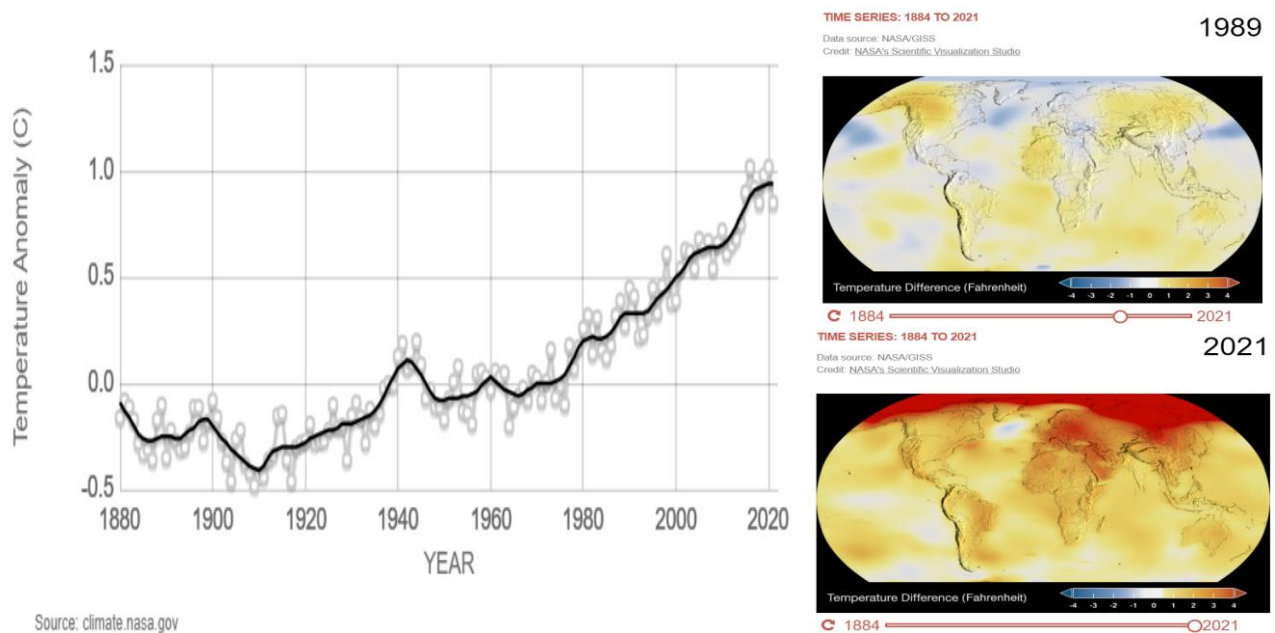 Temperature Anomaly (C)
1.5
1.0
0.5
0.0
-0.5
1880 1900 1920 1940 1960 1980 2000 2020
YEAR
Source: climate.nasa.gov
TIME SERIES: 1884 TO 2021
1989
Data source: NASA/GISS
Credit: NASA's Scientific Visualization Studio
Temperature Difference (Fahrenheit)
-4 -3 -2 -1 0 1 2 3 4
1884 2021
TIME SERIES: 1884 TO 2021
2021
Data source: NASA/GISS
Credit: NASA's Scientific Visualization Studio
Temperature Difference (Fahrenheit)
-4 -3 -2 -1 0 1 2 3 4
1884 2021